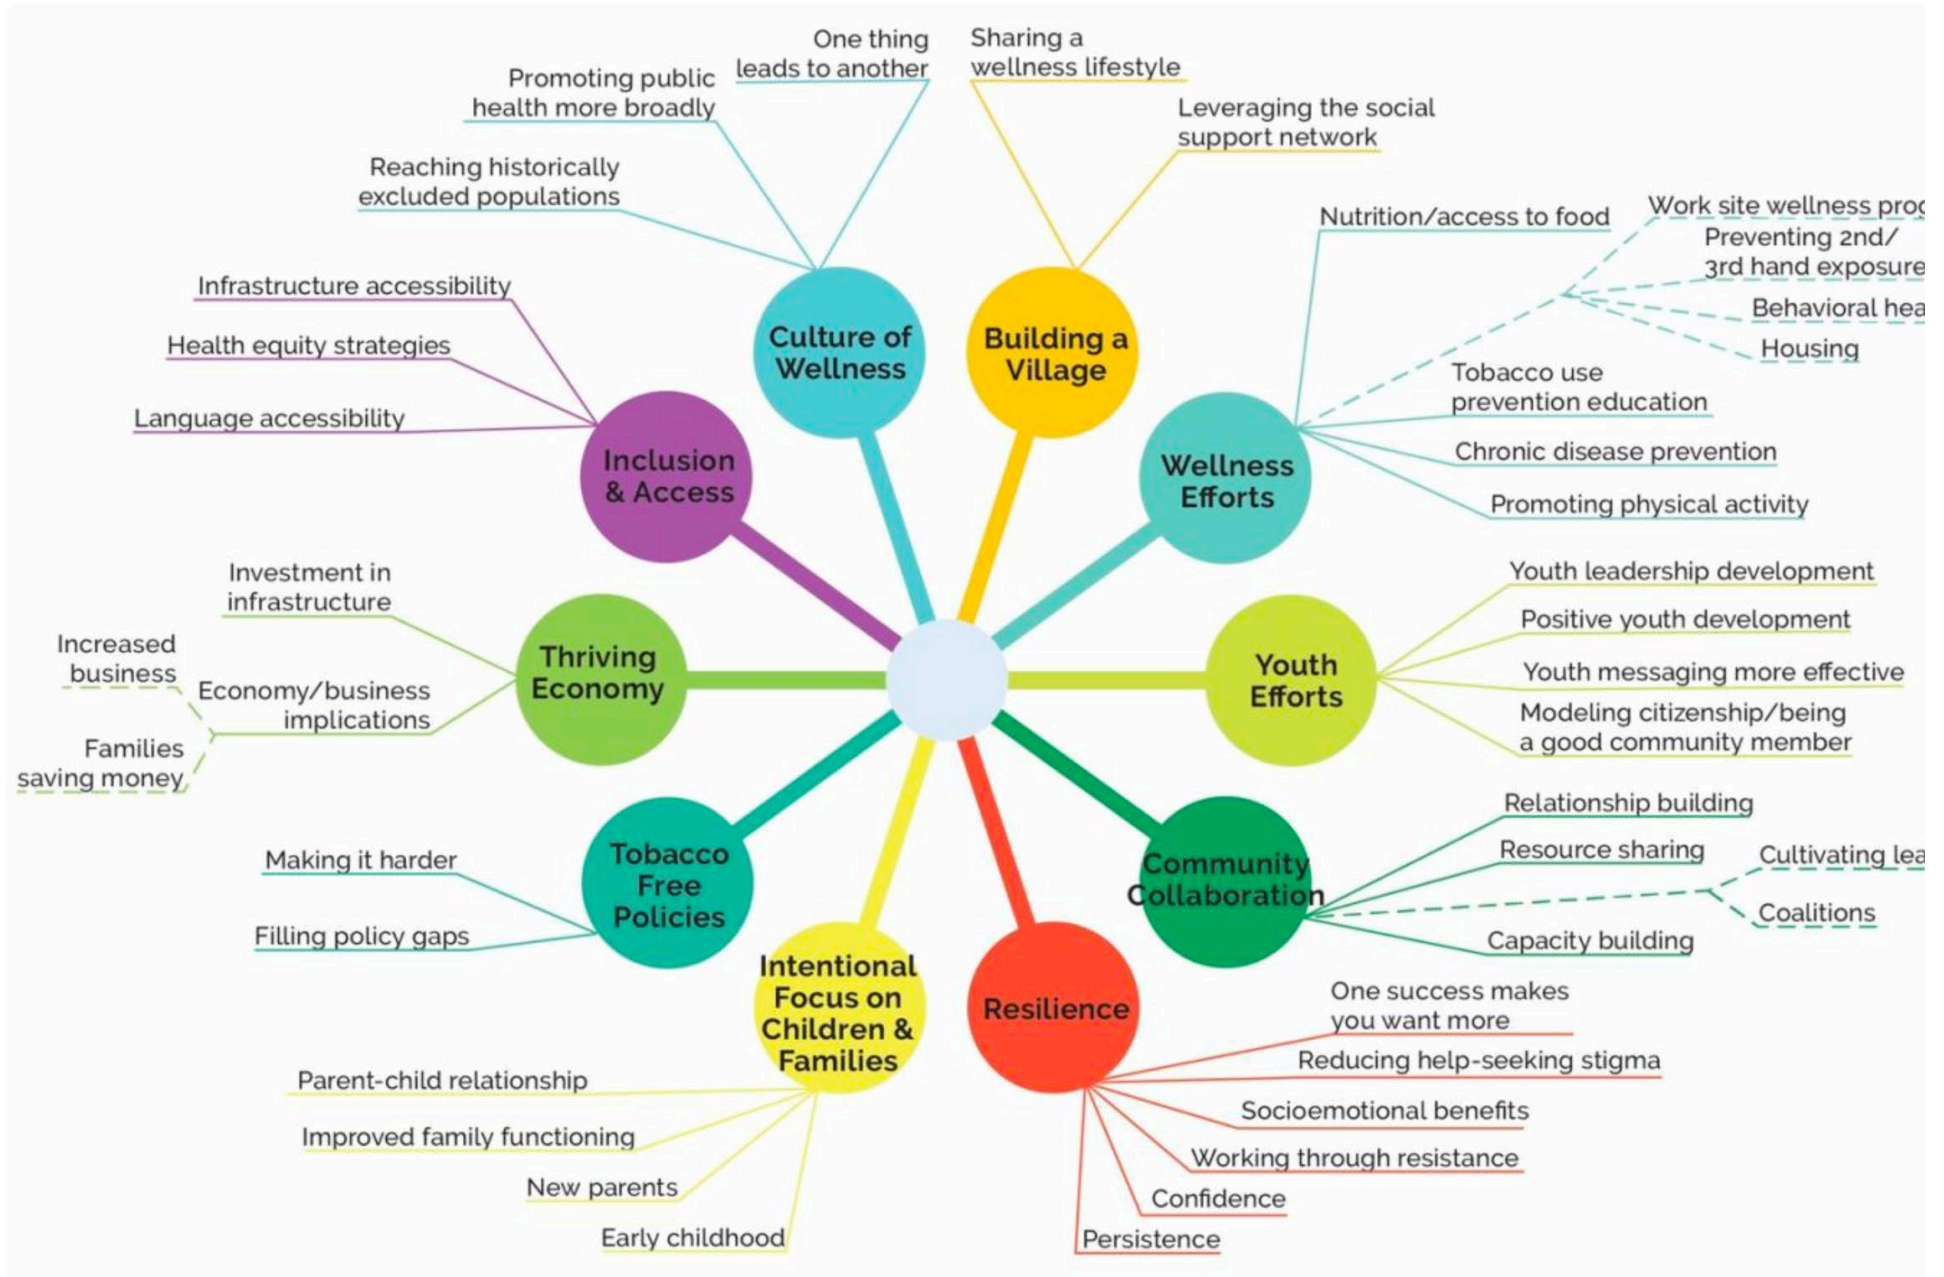 One thing
leads to another
Promoting public
health more broadly
Reaching historically
excluded populations
Culture of
Wellness
Sharing a
wellness lifestyle
Leveraging the social
support network
Building a
Village
Nutrition/access to food
Work site wellness
Preventing 2nd/
3rd hand exposure
Behavioral
Housing
Tobacco use
prevention education
Chronic disease prevention
Promoting physical activity
Wellness
Efforts
Youth leadership development
Positive youth development
Youth messaging more effective
Modeling citizenship/being
a good community member
Youth
Efforts
Relationship building
Resource sharing
Cultivating
Coalitions
Capacity building
Community
Collaboration
One success makes
you want more
Reducing help-seeking stigma
Socioemotional benefits
Working through resistance
Confidence
Persistence
Resilience
Intentional
Focus on
Children &
Families
Parent-child relationship
Improved family functioning
New parents
Early childhood
Tobacco
Free
Policies
Making it harder
Filling policy gaps
Thriving
Economy
Investment in
infrastructure
Economy/business
implications
Increased
business
Families
saving money
Inclusion
& Access
Infrastructure accessibility
Health equity strategies
Language accessibility